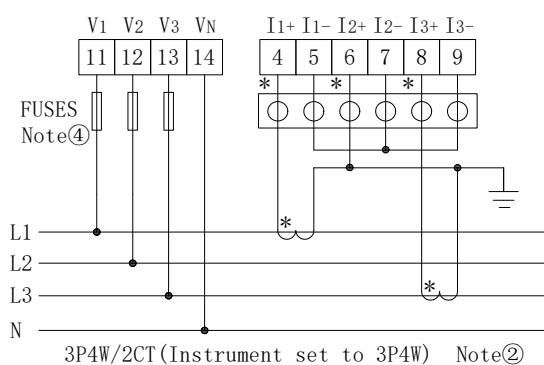 V1 V2 V3 VN I1+ I1- I2+ I2- I3+ I3-
11 12 13 14 4 5 6 7 8 9
* * *
FUSES
Note④
*
L1
L2
L3 *
N
3P4W/2CT(Instrument set to 3P4W) Note②